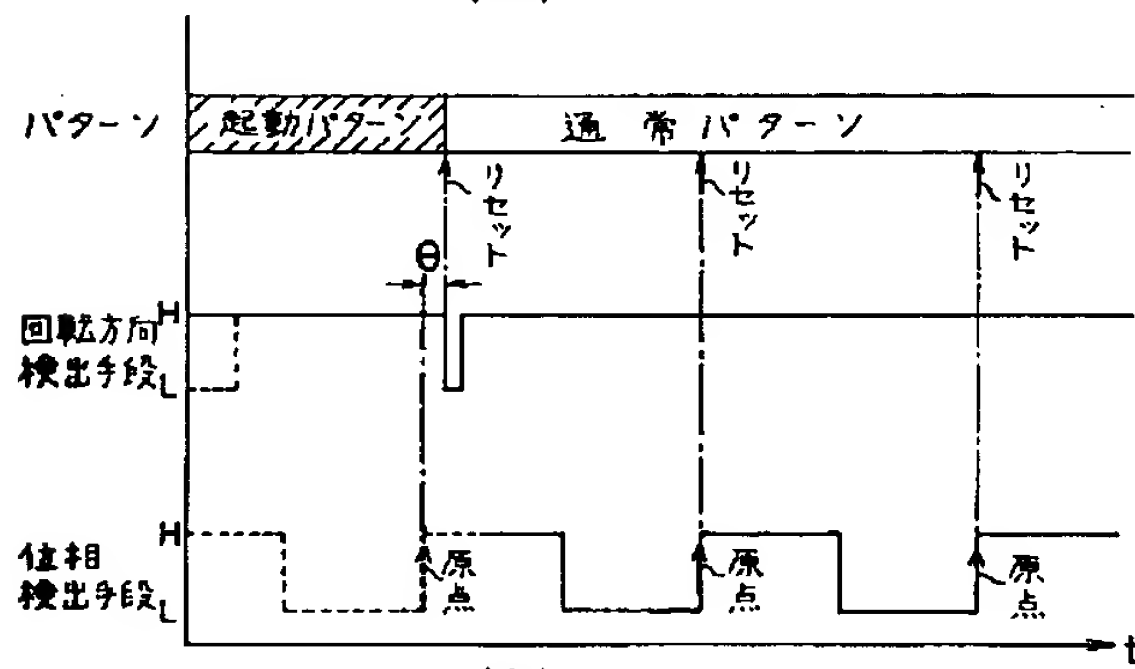 パターン
起動パターン
通常パターン
リセット
リセット
リセット
θ
回転方向
検出手段
H
L
位相
検出手段
H
L
原点
原点
原点
t